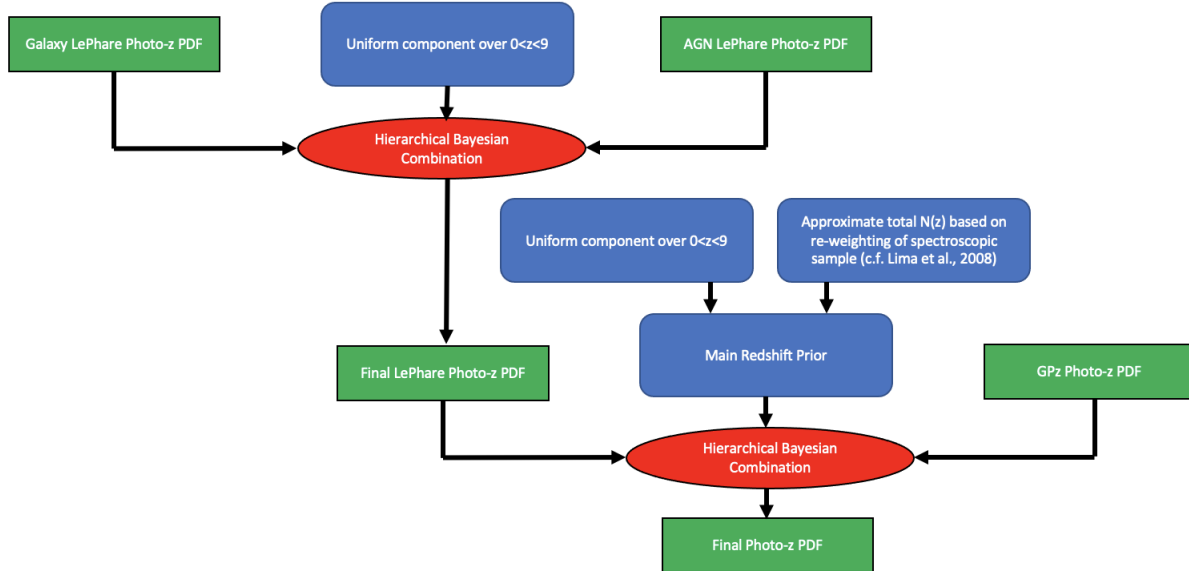 Galaxy LePhare Photo-z PDF
Uniform component over 0<z<9
AGN LePhare Photo-z PDF
Hierarchical Bayesian
Combination
Uniform component over 0<z<9
Approximate total N(z) based on
re-weighting of spectroscopic
sample (c.f. Lima et al., 2008)
Final LePhare Photo-z PDF
Main Redshift Prior
GPz Photo-z PDF
Hierarchical Bayesian
Combination
Final Photo-z PDF